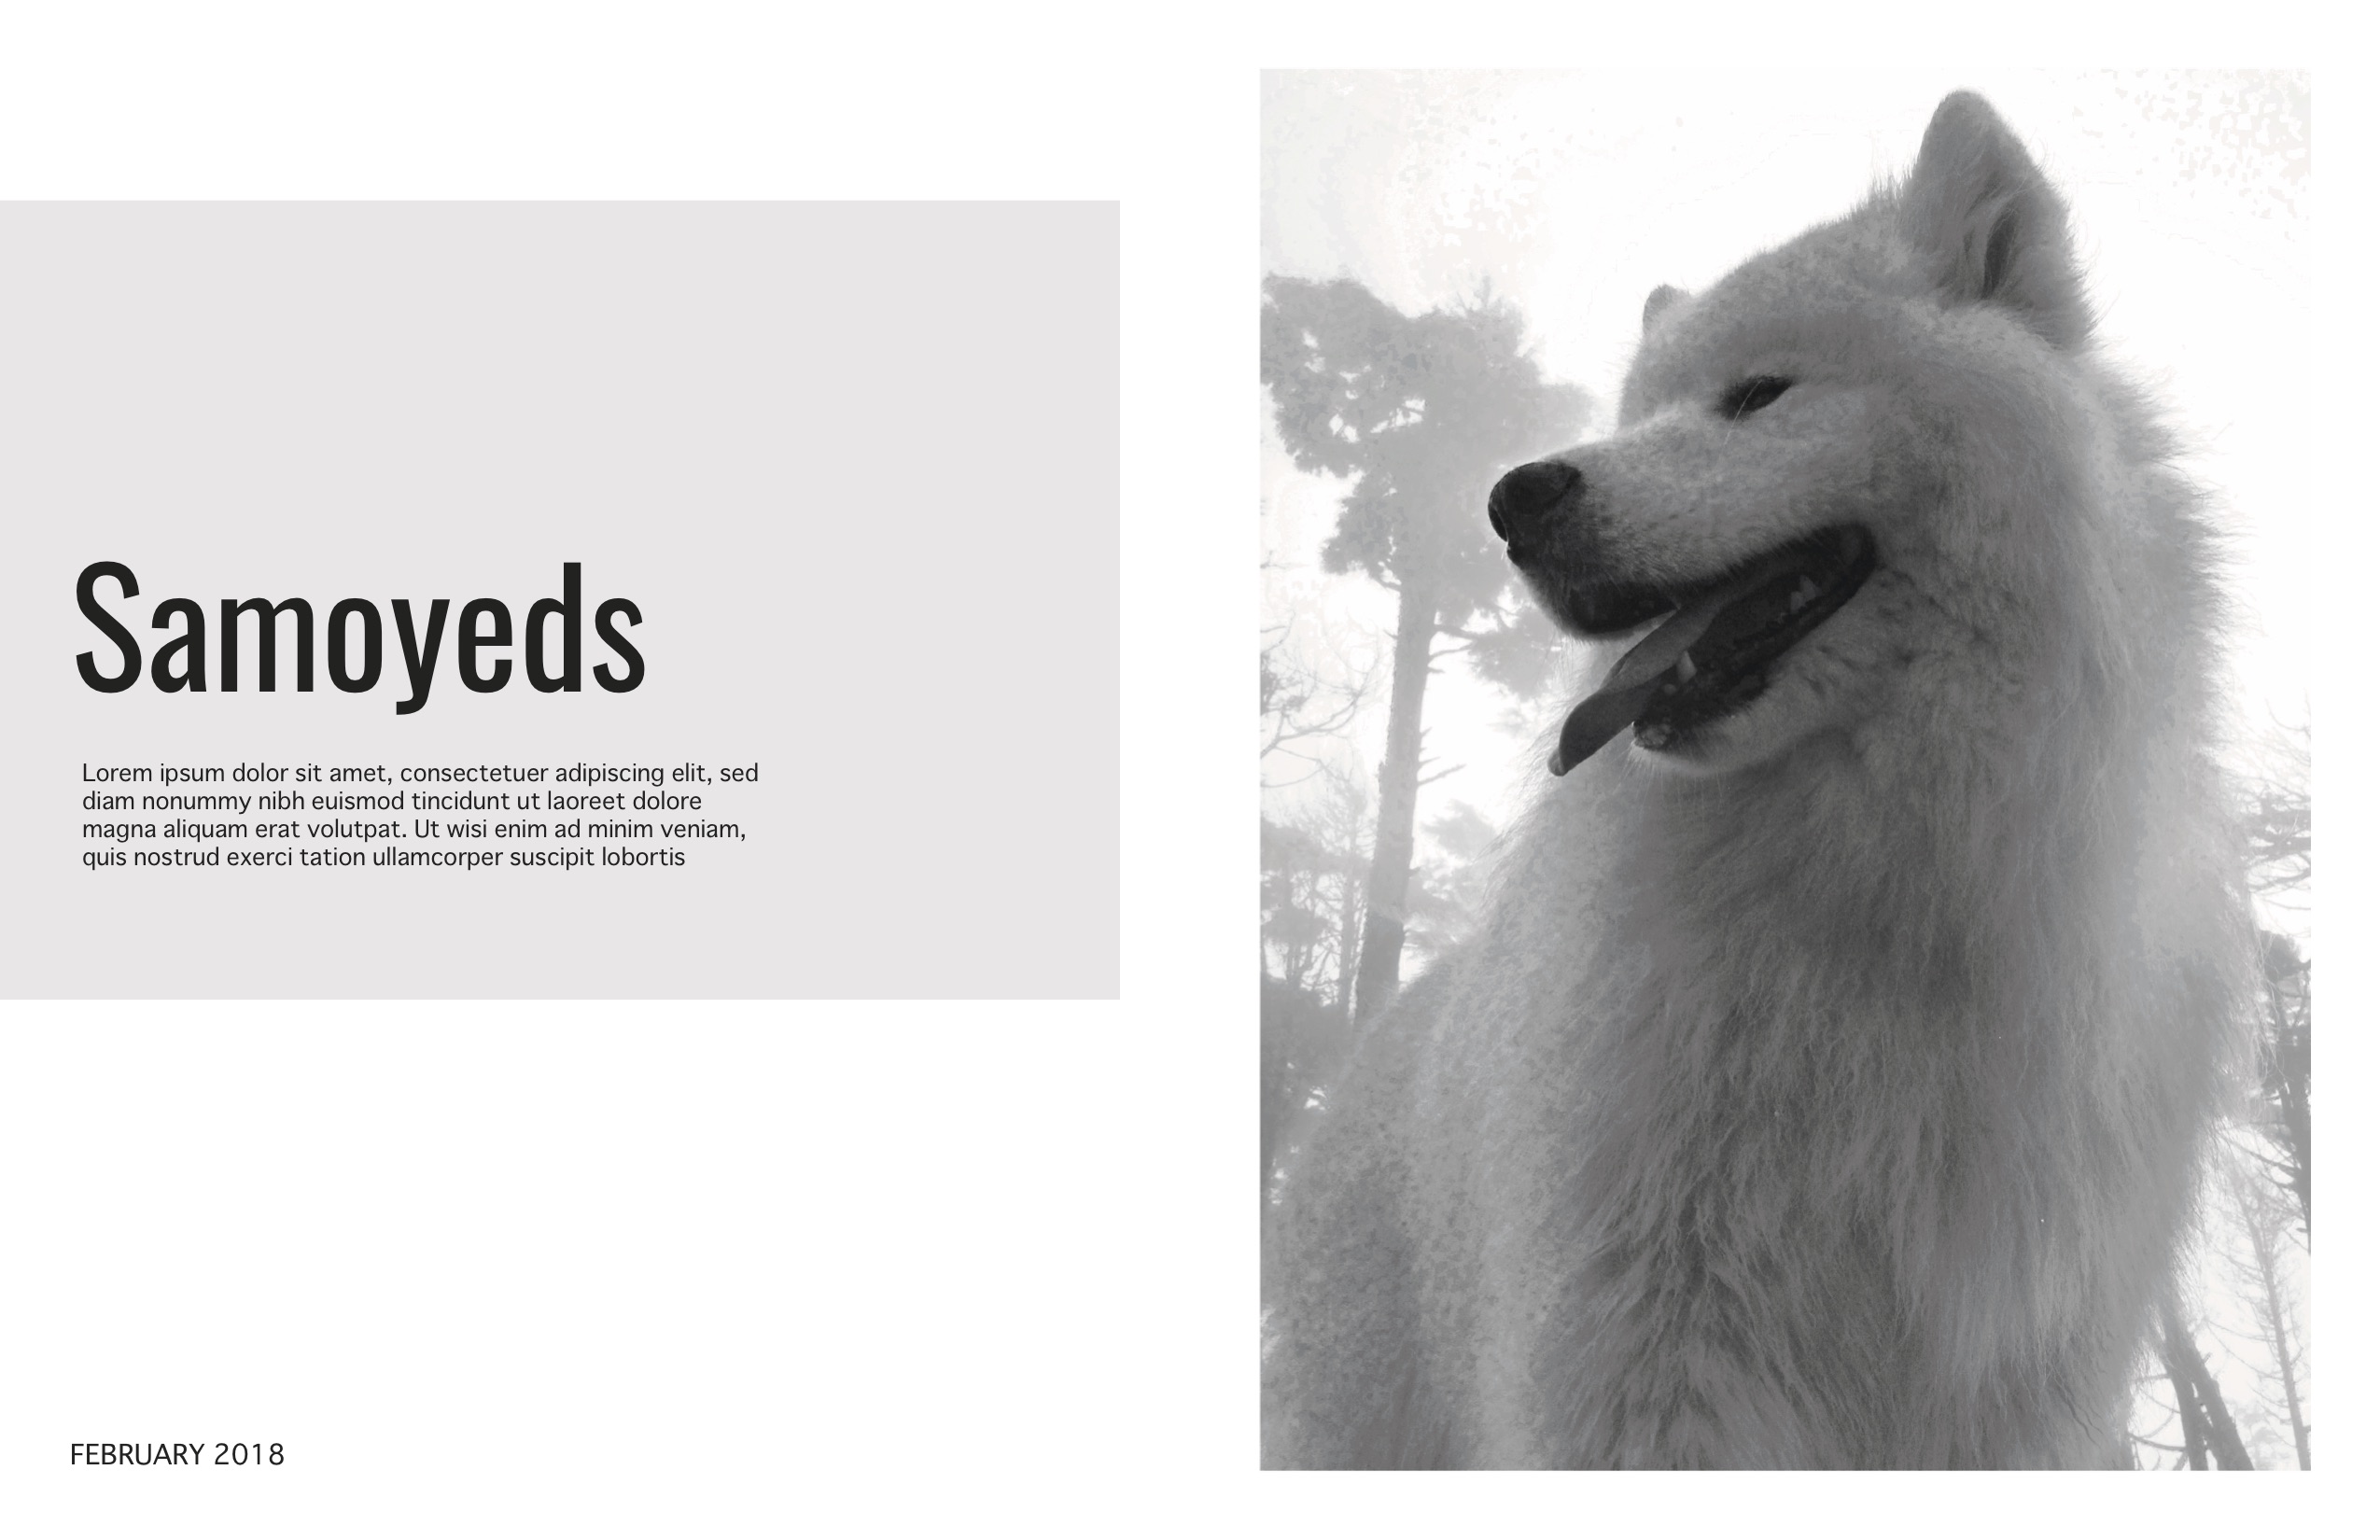 Samoyeds
Lorem ipsum dolor sit amet, consectetuer adipiscing elit, sed
diam nonummy nibh euismod tincidunt ut laoreet dolore
magna aliquam erat volutpat. Ut wisi enim ad minim veniam,
quis nostrud exerci tation ullamcorper suscipit lobortis
FEBRUARY 2018